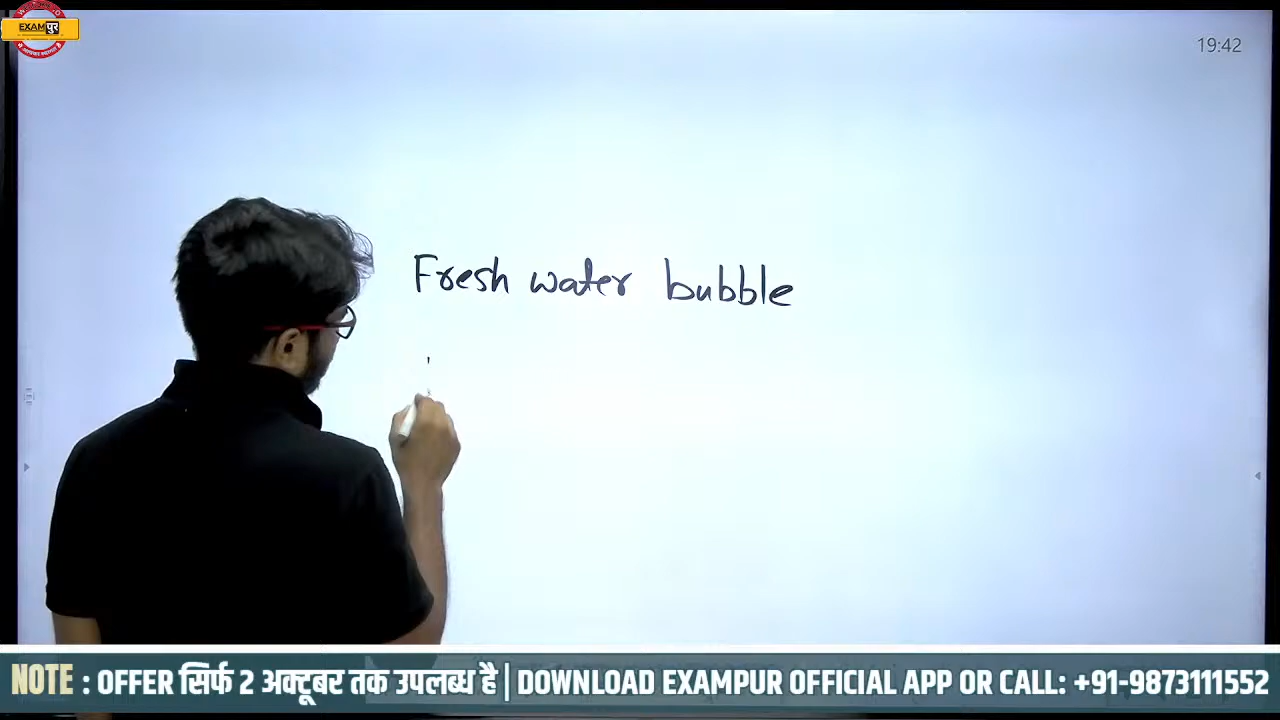 EXAMपुर
19:42
Fresh water bubble
NOTE : OFFER सिर्फ 2 अक्टूबर तक उपलब्ध है | DOWNLOAD EXAMPUR OFFICIAL APP OR CALL: +91-9873111552